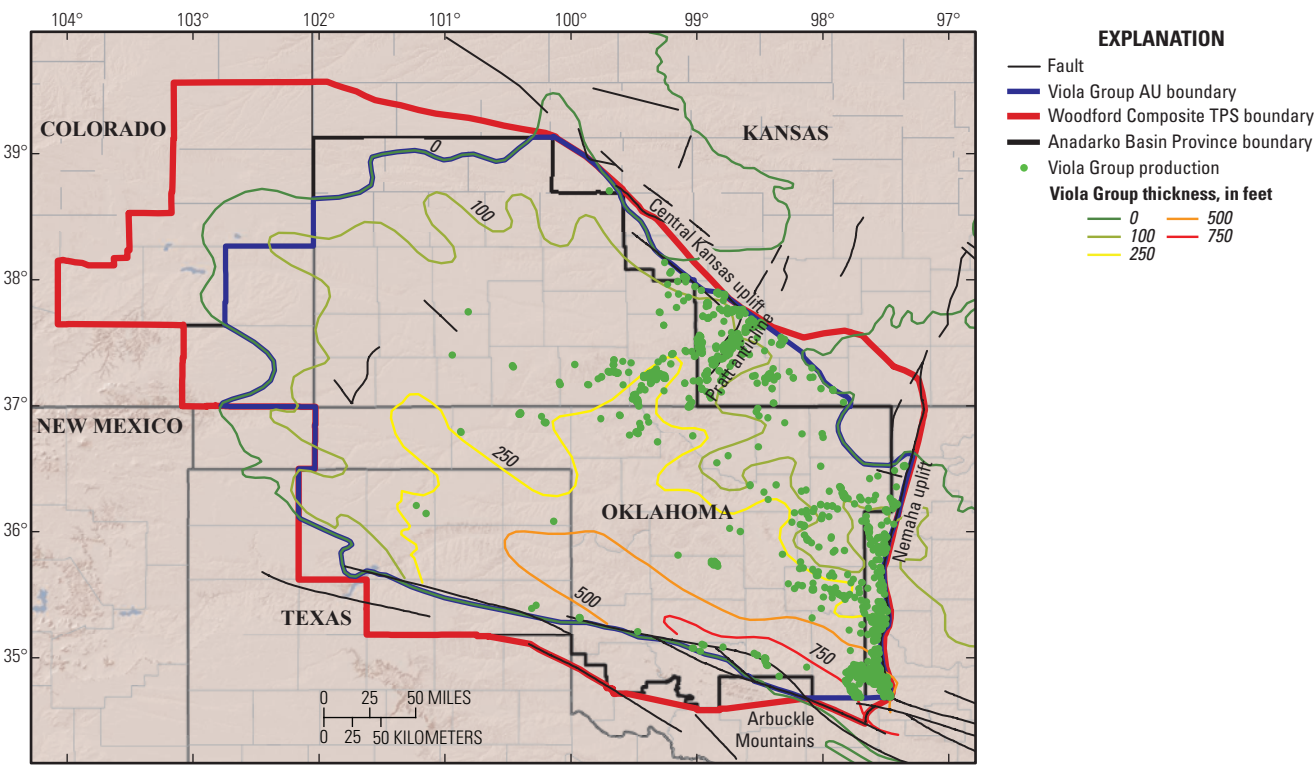 104° 103° 102° 101° 100° 99° 98° 97°
39°
38°
37°
36°
35°
COLORADO
KANSAS
NEW MEXICO
OKLAHOMA
TEXAS
0
100
250
500
750
Central Kansas uplift
Pratt anticline
Nemaha uplift
Arbuckle
Mountains
0 25 50 MILES
0 25 50 KILOMETERS
EXPLANATION
Fault
Viola Group AU boundary
Woodford Composite TPS boundary
Anadarko Basin Province boundary
Viola Group production
Viola Group thickness, in feet
0 500
100 750
250